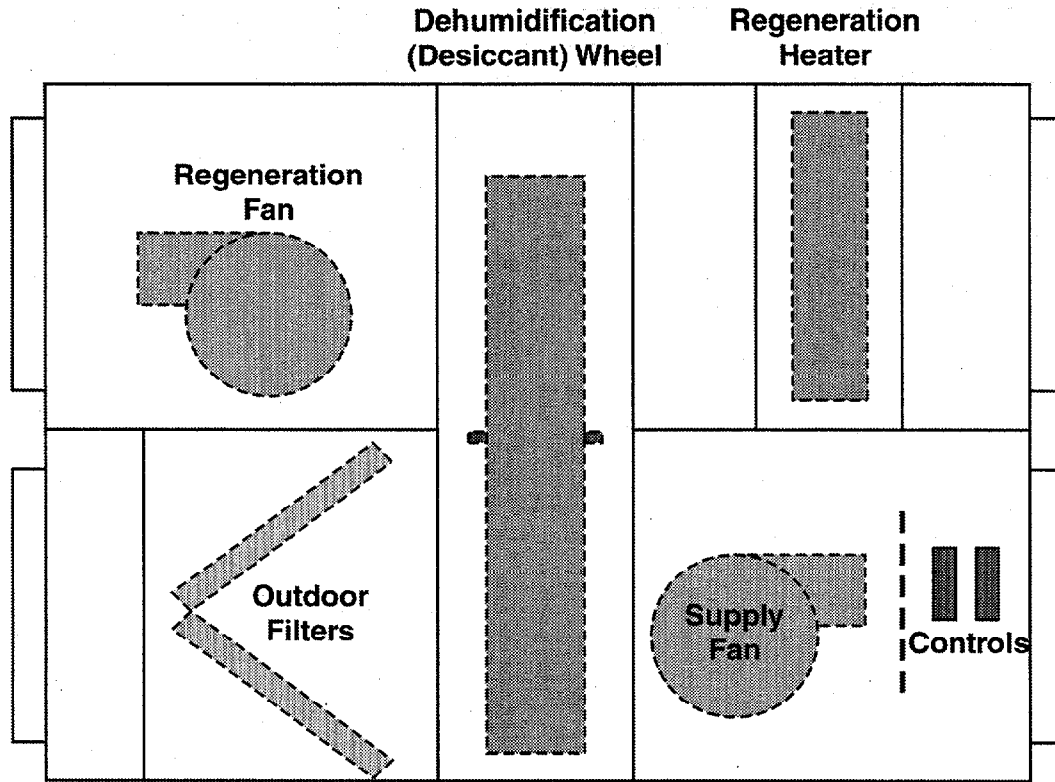 Dehumidification
(Desiccant) Wheel
Regeneration
Heater
Regeneration
Fan
Outdoor
Filters
Supply
Fan
Controls